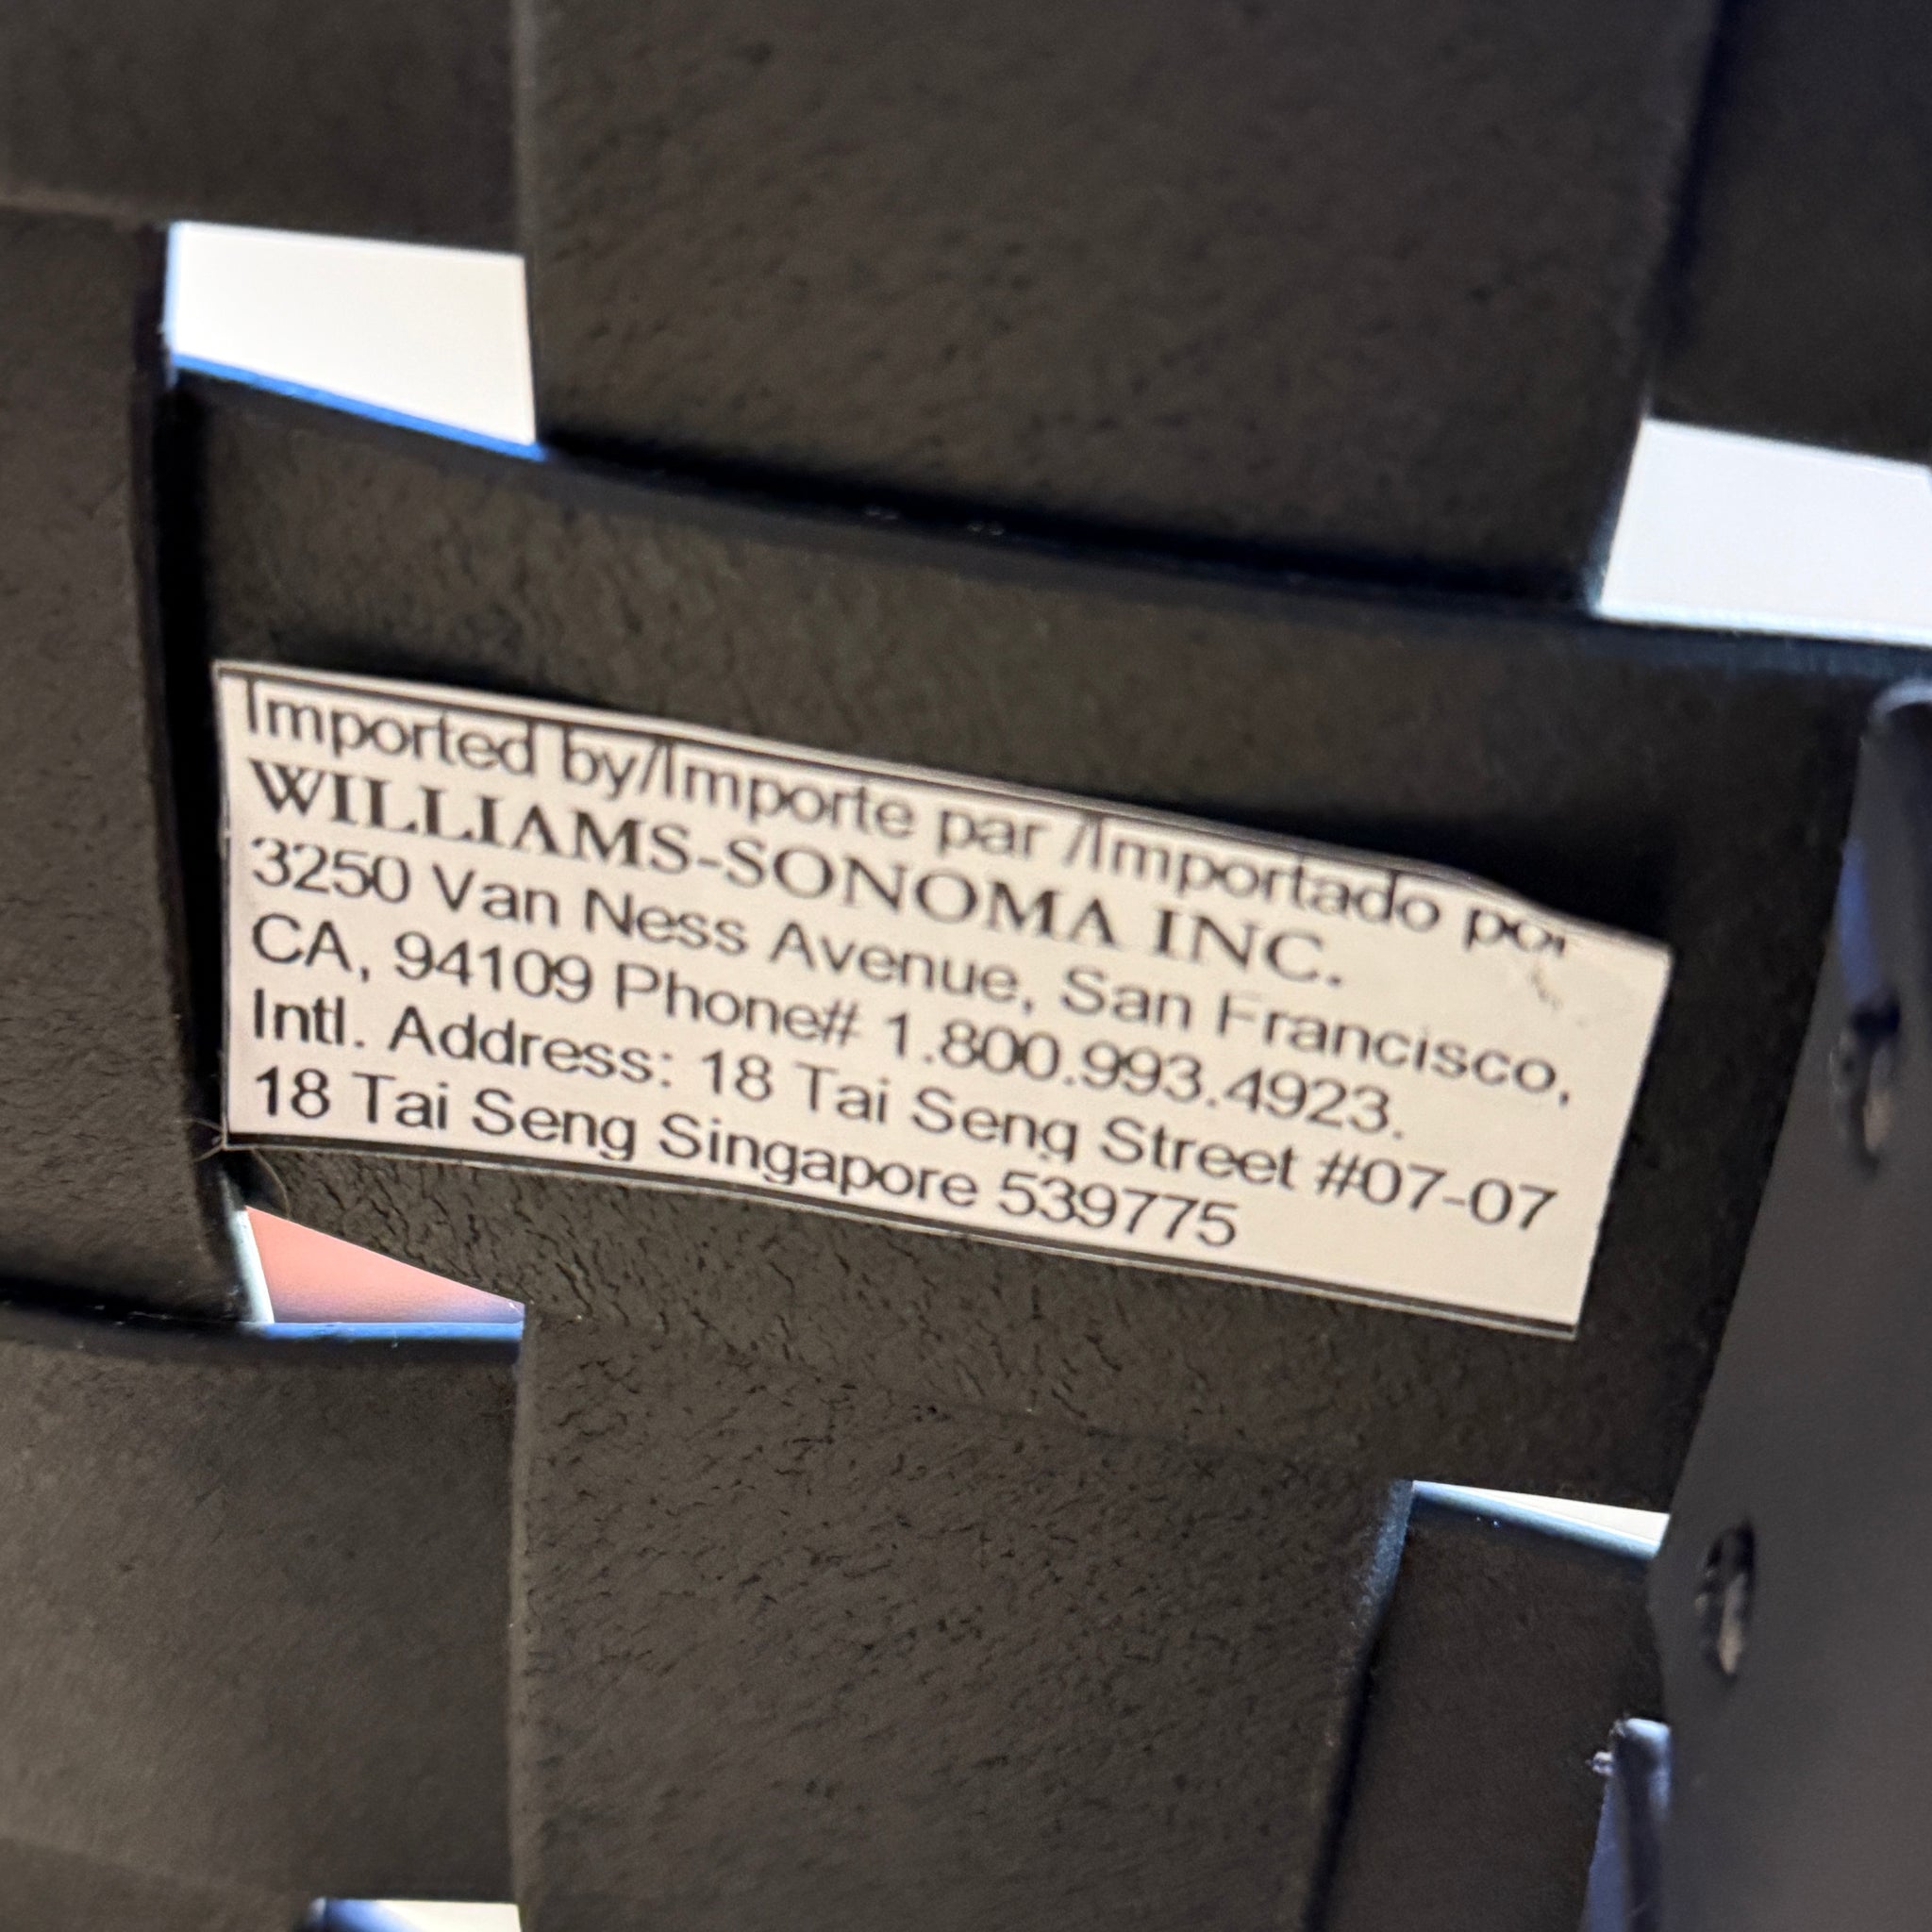 Imported by/Importe par /Importado por
WILLIAMS-SONOMA INC.
3250 Van Ness Avenue, San Francisco,
CA, 94109 Phone# 1.800.993.4923.
Intl. Address: 18 Tai Seng Street #07-07
18 Tai Seng Singapore 539775